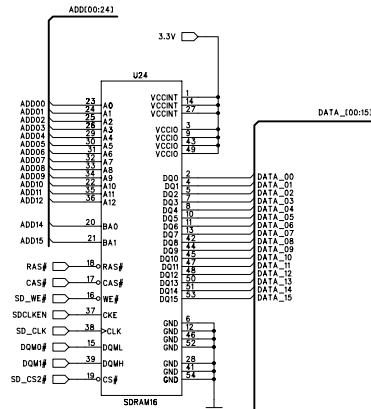 ADD[00:24]
3.3V
DATA_[00:15]
U24
ADD00 23 A0
ADD01 24 A1
ADD02 25 A2
ADD03 26 A3
ADD04 29 A4
ADD05 30 A5
ADD06 31 A6
ADD07 32 A7
ADD08 33 A8
ADD09 34 A9
ADD10 22 A10
ADD11 35 A11
ADD12 36 A12
ADD14 20 BA0
ADD15 21 BA1
RAS# 18 RAS#
CAS# 17 CAS#
SD_WE# 16 WE#
SDCLKEN 37 CKE
SD_CLK 38 >CLK
DQM0# 15 DQML
DQM1# 39 DQMH
SD_CS2# 19 CS#
VCCINT 1
VCCINT 14
VCCINT 27
VCCIO 3
VCCIO 9
VCCIO 43
VCCIO 49
DQ0 2 DATA_00
DQ1 4 DATA_01
DQ2 5 DATA_02
DQ3 7 DATA_03
DQ4 8 DATA_04
DQ5 10 DATA_05
DQ6 11 DATA_06
DQ7 13 DATA_07
DQ8 42 DATA_08
DQ9 44 DATA_09
DQ10 45 DATA_10
DQ11 47 DATA_11
DQ12 48 DATA_12
DQ13 50 DATA_13
DQ14 51 DATA_14
DQ15 53 DATA_15
GND 6
GND 12
GND 46
GND 52
GND 28
GND 41
GND 54
SDRAM16